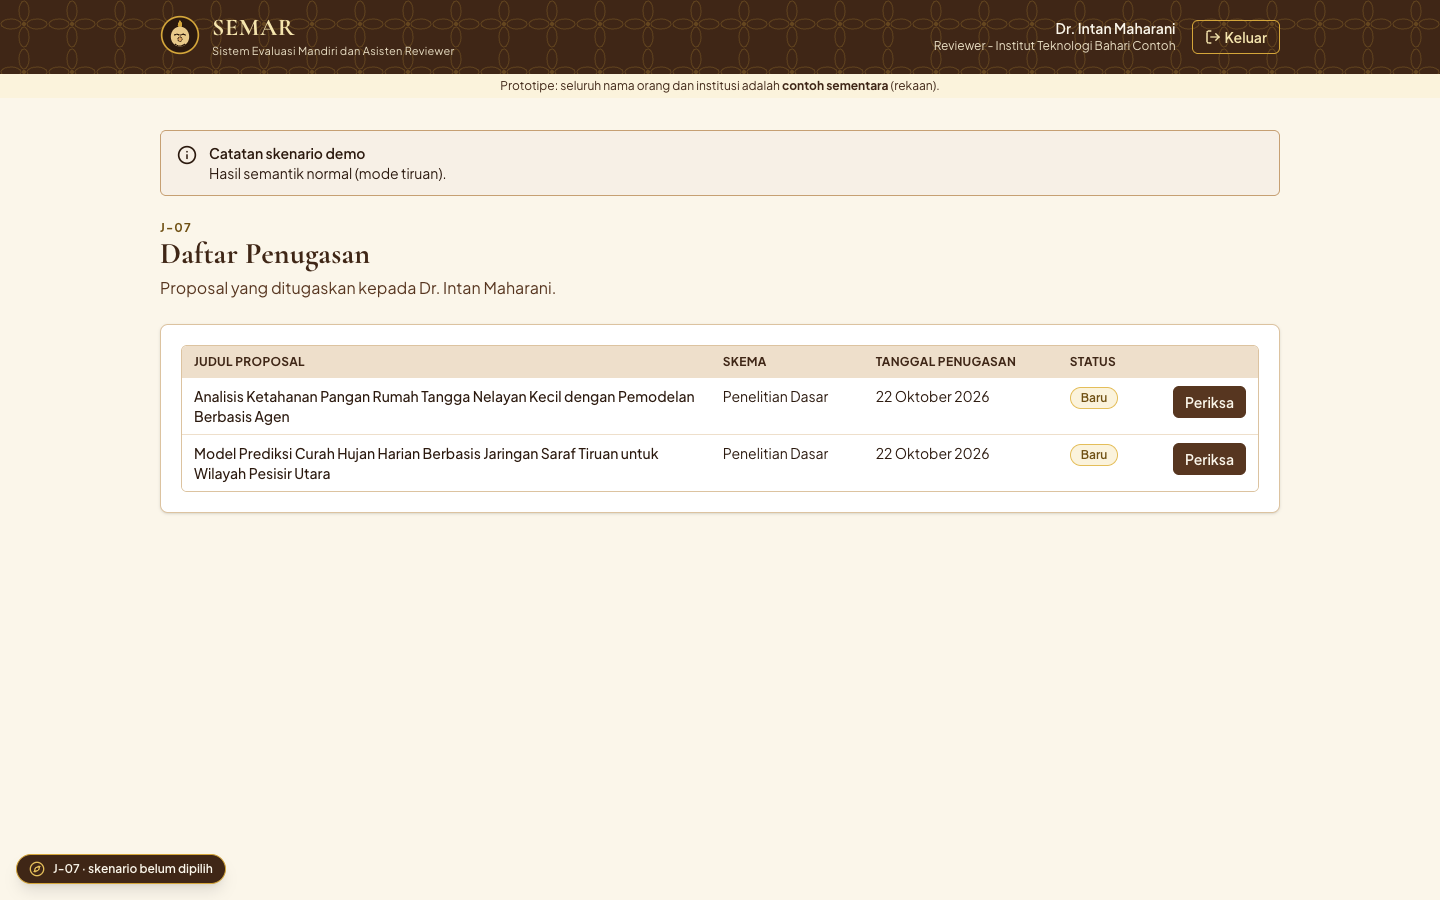 SEMAR
Sistem Evaluasi Mandiri dan Asisten Reviewer
Dr. Intan Maharani
Reviewer - Institut Teknologi Bahari Contoh
Keluar
Prototipe: seluruh nama orang dan institusi adalah contoh sementara (rekaan).
Catatan skenario demo
Hasil semantik normal (mode tiruan).
J-07
Daftar Penugasan
Proposal yang ditugaskan kepada Dr. Intan Maharani.
JUDUL PROPOSAL SKEMA TANGGAL PENUGASAN STATUS
Analisis Ketahanan Pangan Rumah Tangga Nelayan Kecil dengan Pemodelan
Berbasis Agen
Penelitian Dasar 22 Oktober 2026 Baru Periksa
Model Prediksi Curah Hujan Harian Berbasis Jaringan Saraf Tiruan untuk
Wilayah Pesisir Utara
Penelitian Dasar 22 Oktober 2026 Baru Periksa
J-07 · skenario belum dipilih